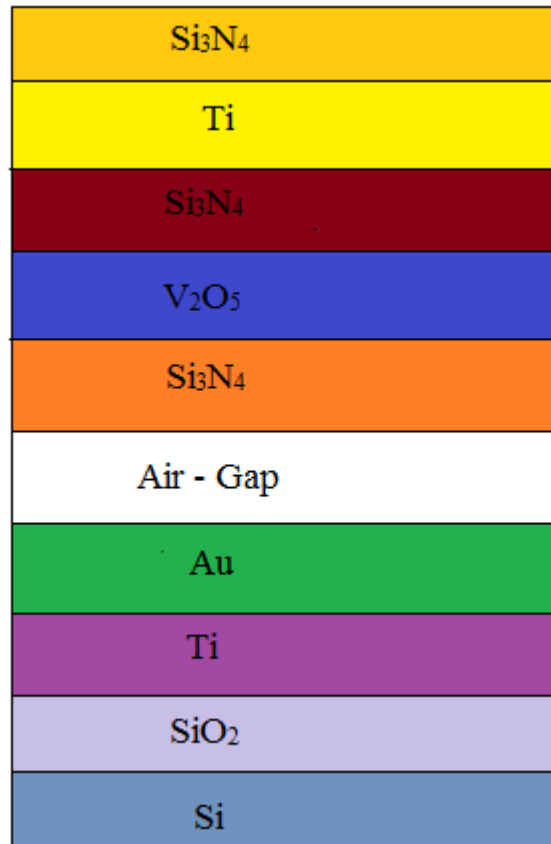 Si₃N₄
Ti
Si₃N₄
V₂O₅
Si₃N₄
Air - Gap
Au
Ti
SiO₂
Si